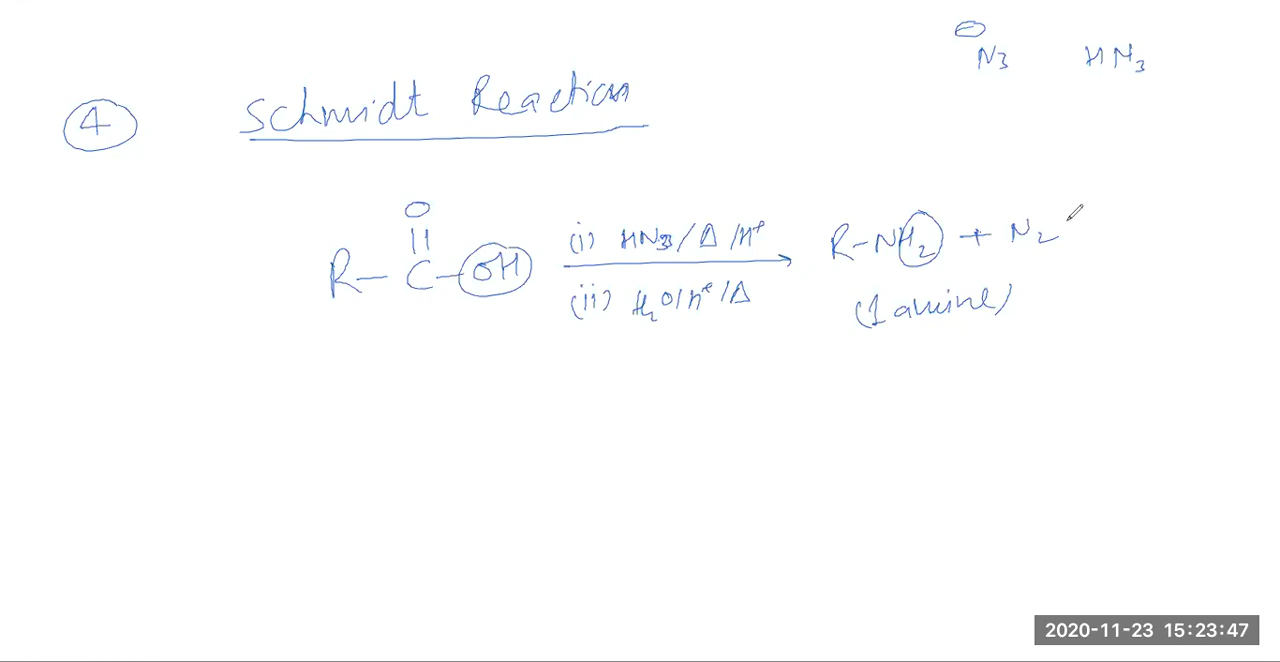 ⊖
N3 HN3
④ Schmidt Reaction
O
||
R-C-OH (i) HN3/Δ/H+ R-NH2 + N2
(ii) H2O/H+/Δ (1 amine)
2020-11-23 15:23:47